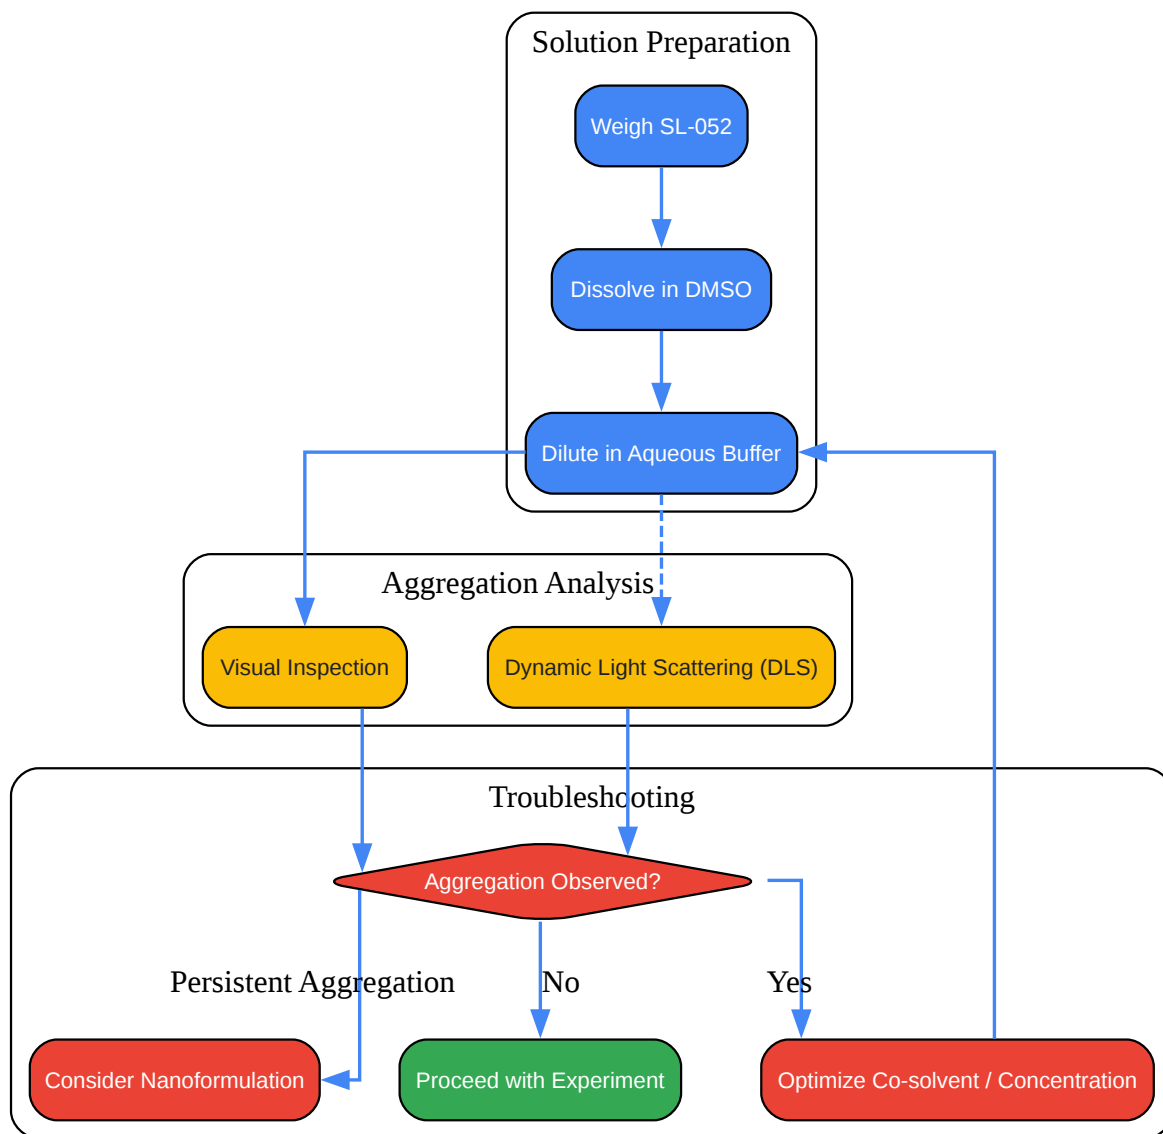 Solution Preparation
Weigh SL-052
Dissolve in DMSO
Dilute in Aqueous Buffer
Aggregation Analysis
Visual Inspection
Dynamic Light Scattering (DLS)
Troubleshooting
Aggregation Observed?
Persistent Aggregation
No
Yes
Consider Nanoformulation
Proceed with Experiment
Optimize Co-solvent / Concentration